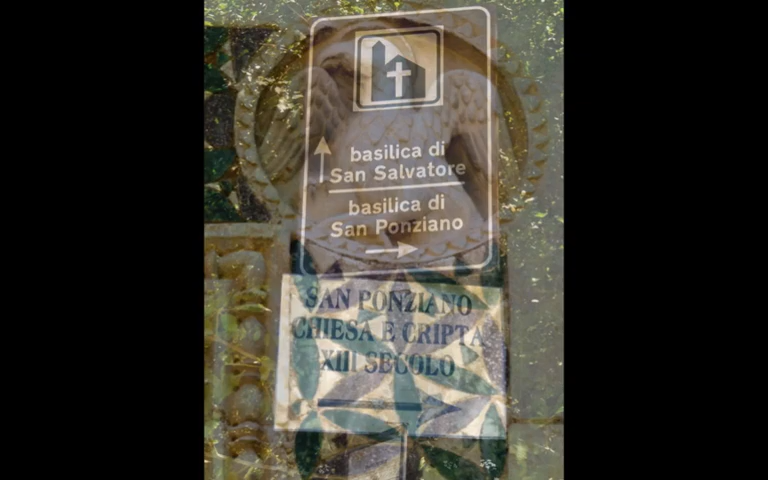 basilica di
San Salvatore
basilica di
San Ponziano
SAN PONZIANO
CHIESA E CRIPTA
XIII SECOLO